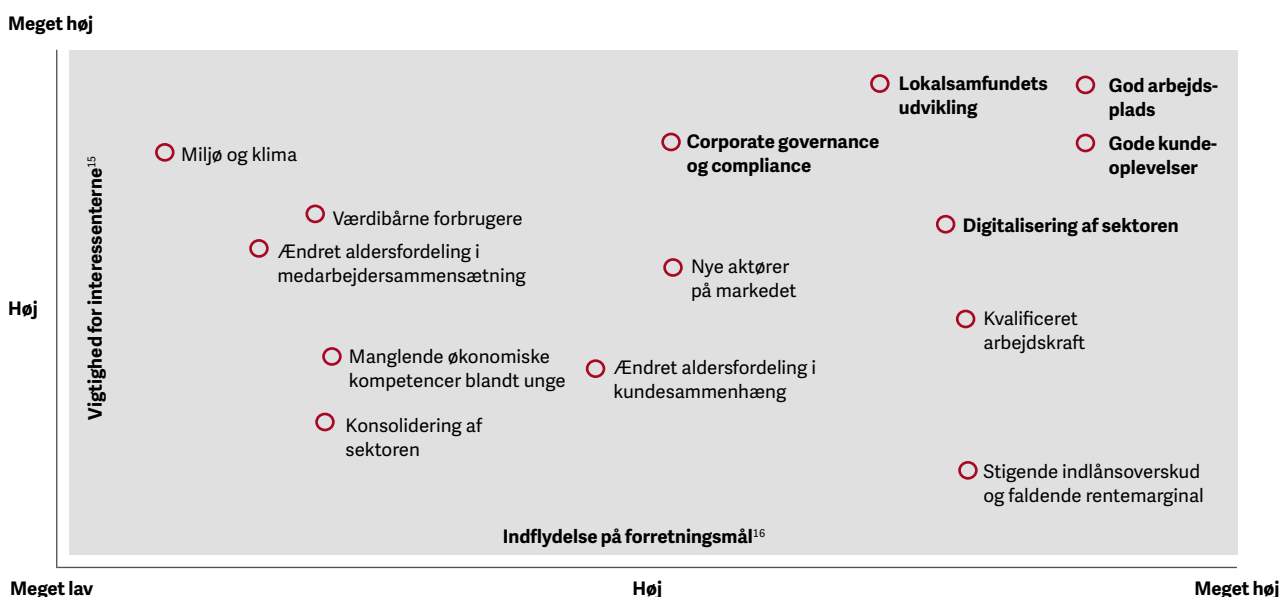 Meget høj
Lokalsamfundets
udvikling
God arbejds-
plads
Corporate governance
og compliance
Gode kunde-
oplevelser
Miljø og klima
Værdibårne forbrugere
Digitalisering af sektoren
Ændret aldersfordeling i
medarbejdersammensætning
Nye aktører
på markedet
Høj
Vigtighed for interessenterne15
Kvalificeret
arbejdskraft
Manglende økonomiske
kompetencer blandt unge
Ændret aldersfordeling i
kundesammenhæng
Konsolidering af
sektoren
Stigende indlånsoverskud
og faldende rentemarginal
Indflydelse på forretningsmål16
Meget lav
Høj
Meget høj